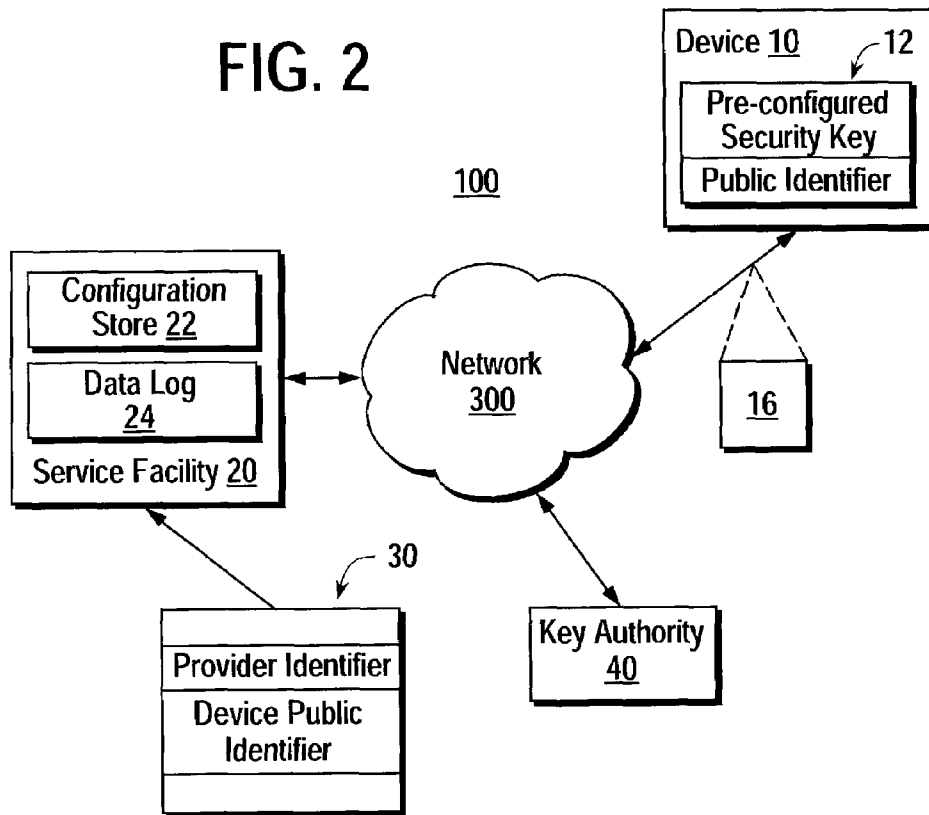 FIG. 2
Device 10
12
Pre-configured
Security Key
Public Identifier
100
Configuration
Store 22
Data Log
24
Service Facility 20
Network
300
16
30
Provider Identifier
Device Public
Identifier
Key Authority
40